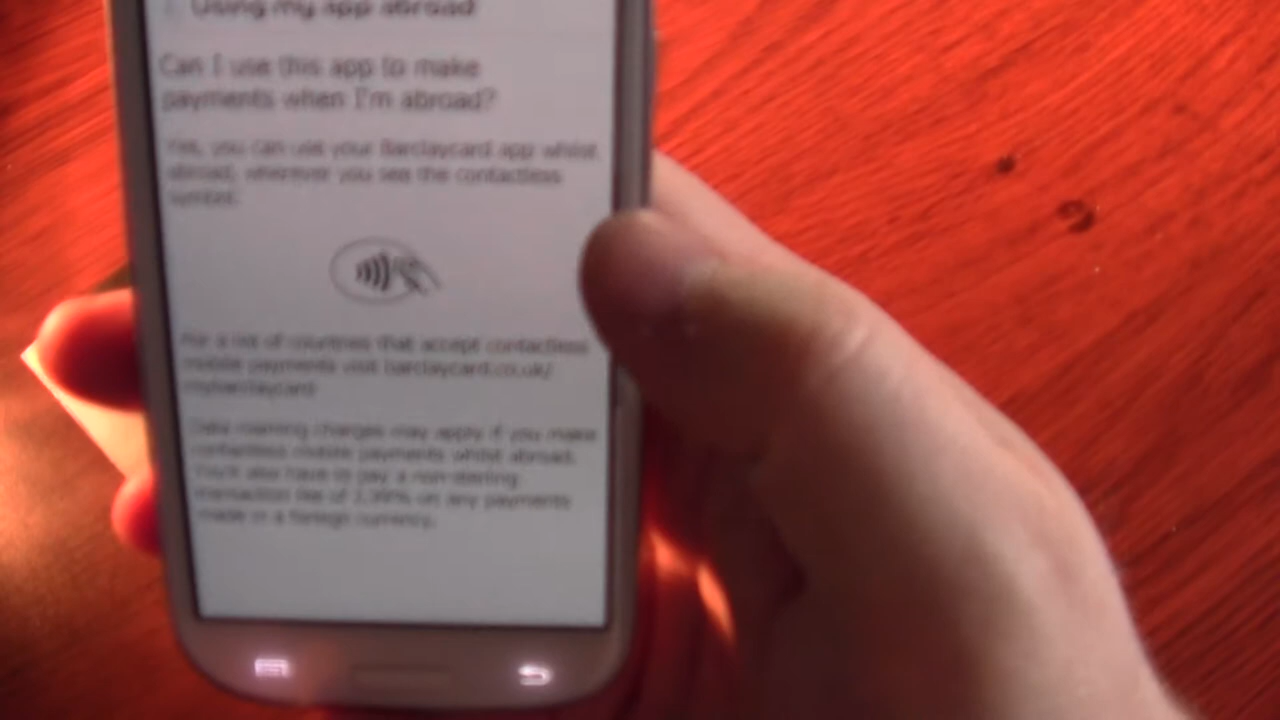 Using my app abroad
Can I use this app to make
payments when I'm abroad?
Yes, you can use your Barclaycard app whilst
abroad, wherever you see the contactless
symbol.
For a list of countries that accept contactless
mobile payments visit barclaycard.co.uk/
mybarclaycard
Data roaming charges may apply if you make
contactless mobile payments whilst abroad.
You'll also have to pay a non-sterling
transaction fee of 2.99% on any payments
made in a foreign currency.